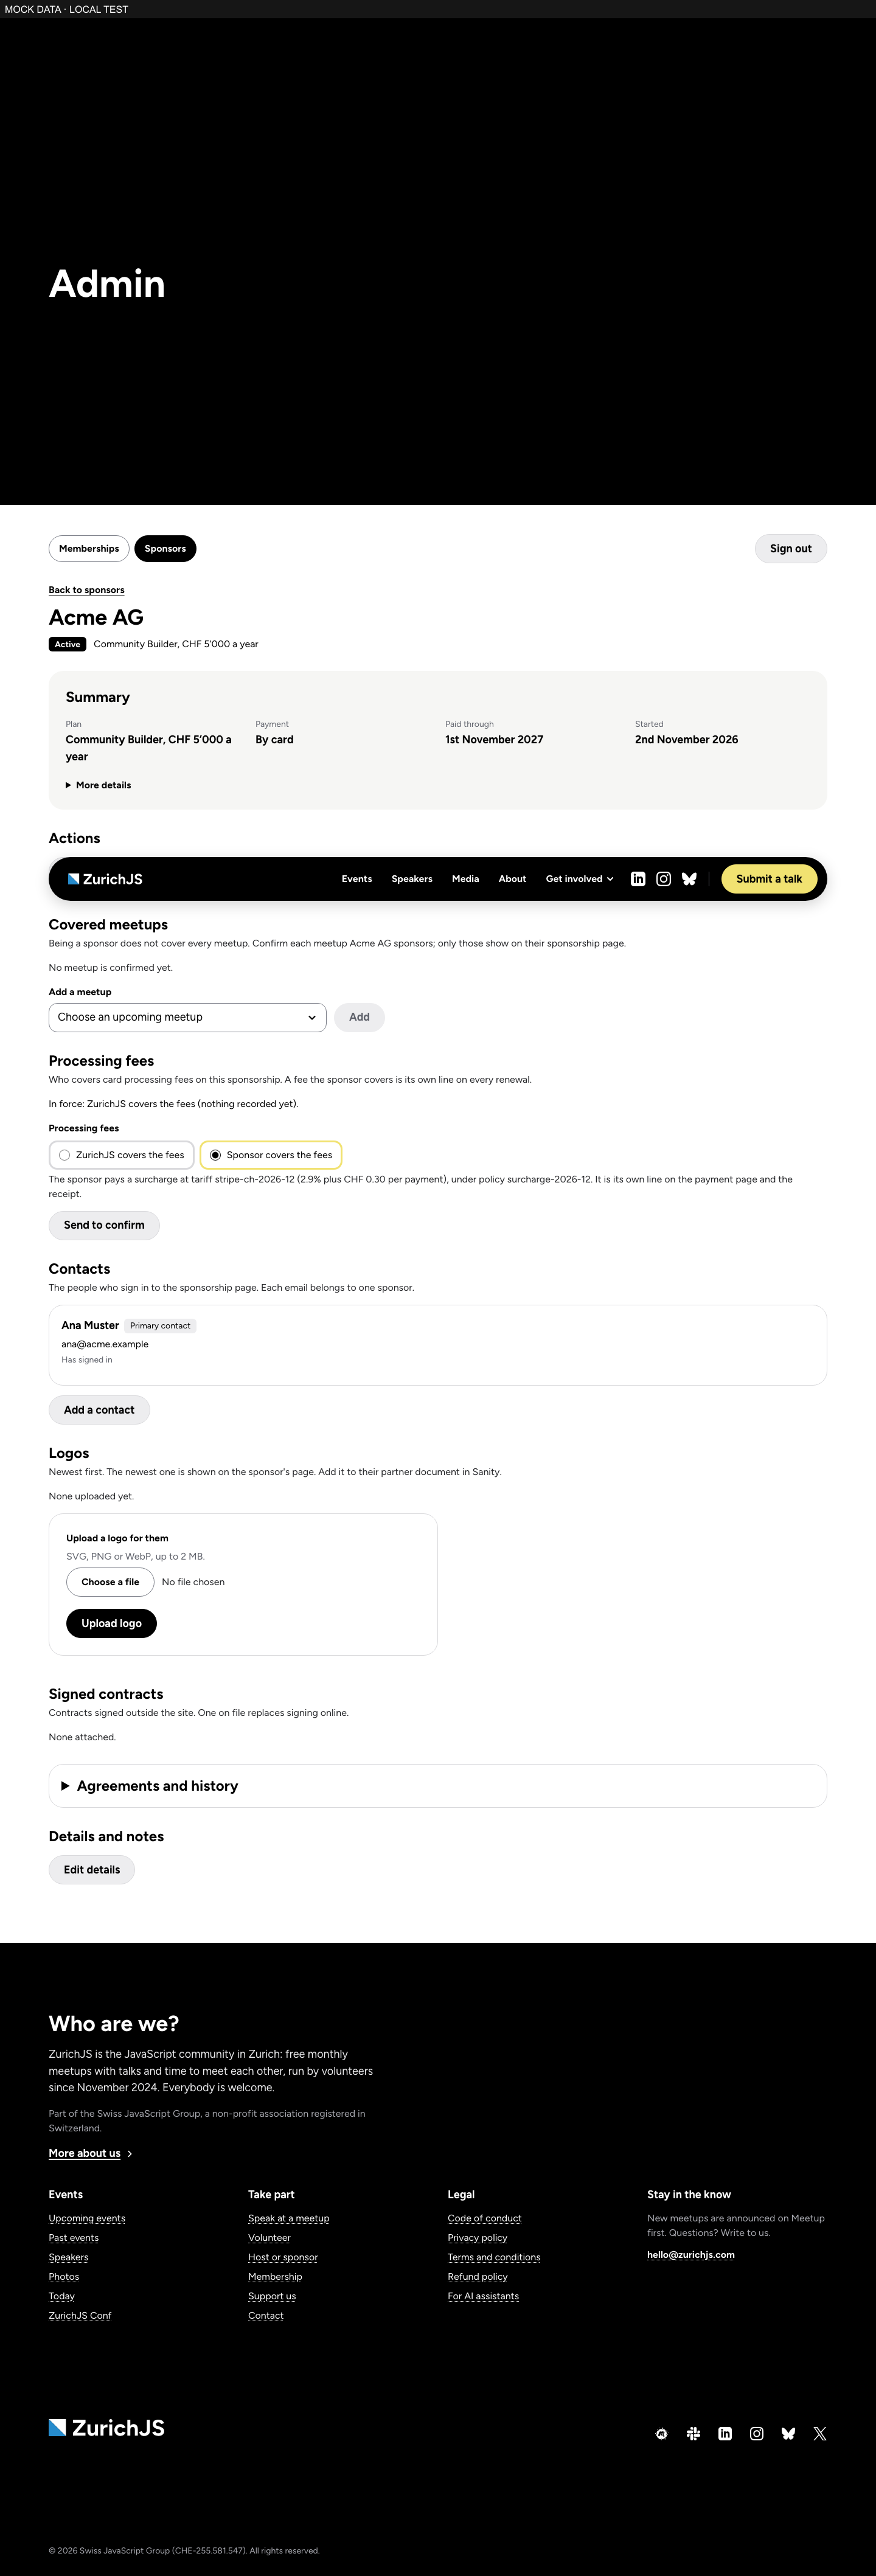 MOCK DATA · LOCAL TEST
Admin
Memberships
Sponsors
Sign out
Back to sponsors
Acme AG
Active
Community Builder, CHF 5’000 a year
Summary
Plan
Payment
Paid through
Started
Community Builder, CHF 5’000 a
year
By card
1st November 2027
2nd November 2026
More details
Actions
ZurichJS
Events
Speakers
Media
About
Get involved
Submit a talk
Covered meetups
Being a sponsor does not cover every meetup. Confirm each meetup Acme AG sponsors; only those show on their sponsorship page.
No meetup is confirmed yet.
Add a meetup
Choose an upcoming meetup
Add
Processing fees
Who covers card processing fees on this sponsorship. A fee the sponsor covers is its own line on every renewal.
In force: ZurichJS covers the fees (nothing recorded yet).
Processing fees
ZurichJS covers the fees
Sponsor covers the fees
The sponsor pays a surcharge at tariff stripe-ch-2026-12 (2.9% plus CHF 0.30 per payment), under policy surcharge-2026-12. It is its own line on the payment page and the
receipt.
Send to confirm
Contacts
The people who sign in to the sponsorship page. Each email belongs to one sponsor.
Ana Muster
Primary contact
ana@acme.example
Has signed in
Add a contact
Logos
Newest first. The newest one is shown on the sponsor's page. Add it to their partner document in Sanity.
None uploaded yet.
Upload a logo for them
SVG, PNG or WebP, up to 2 MB.
Choose a file
No file chosen
Upload logo
Signed contracts
Contracts signed outside the site. One on file replaces signing online.
None attached.
Agreements and history
Details and notes
Edit details
Who are we?
ZurichJS is the JavaScript community in Zurich: free monthly
meetups with talks and time to meet each other, run by volunteers
since November 2024. Everybody is welcome.
Part of the Swiss JavaScript Group, a non-profit association registered in
Switzerland.
More about us
Events
Upcoming events
Past events
Speakers
Photos
Today
ZurichJS Conf
Take part
Speak at a meetup
Volunteer
Host or sponsor
Membership
Support us
Contact
Legal
Code of conduct
Privacy policy
Terms and conditions
Refund policy
For AI assistants
Stay in the know
New meetups are announced on Meetup
first. Questions? Write to us.
hello@zurichjs.com
ZurichJS
© 2026 Swiss JavaScript Group (CHE-255.581.547). All rights reserved.